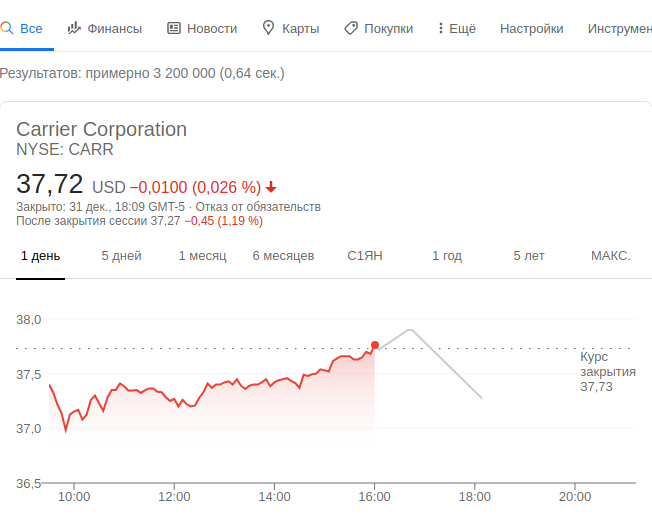 Все Финансы Новости Карты Покупки Ещё Настройки Инструмен
Результатов: примерно 3 200 000 (0,64 сек.)
Carrier Corporation
NYSE: CARR
37,72 USD −0,0100 (0,026 %)
Закрыто: 31 дек., 18:09 GMT-5 · Отказ от обязательств
После закрытия сессии 37,27 −0,45 (1,19 %)
1 день 5 дней 1 месяц 6 месяцев С1ЯН 1 год 5 лет МАКС.
38,0
Курс
закрытия
37,73
37,5
37,0
36,5
10:00 12:00 14:00 16:00 18:00 20:00